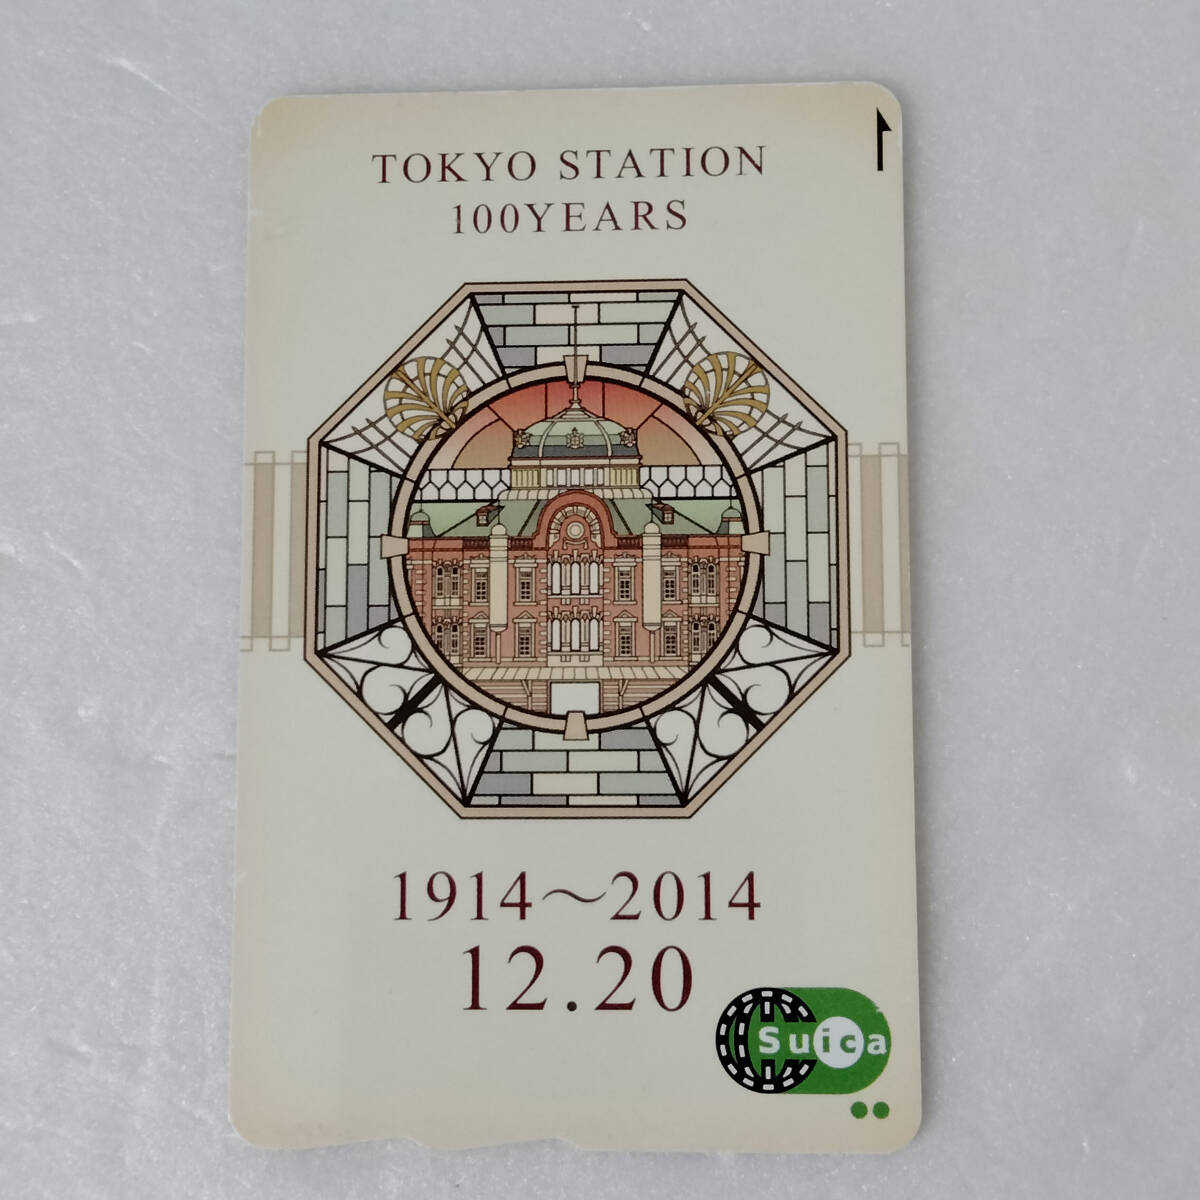 TOKYO STATION
100YEARS
1914～2014
12.20
Suica